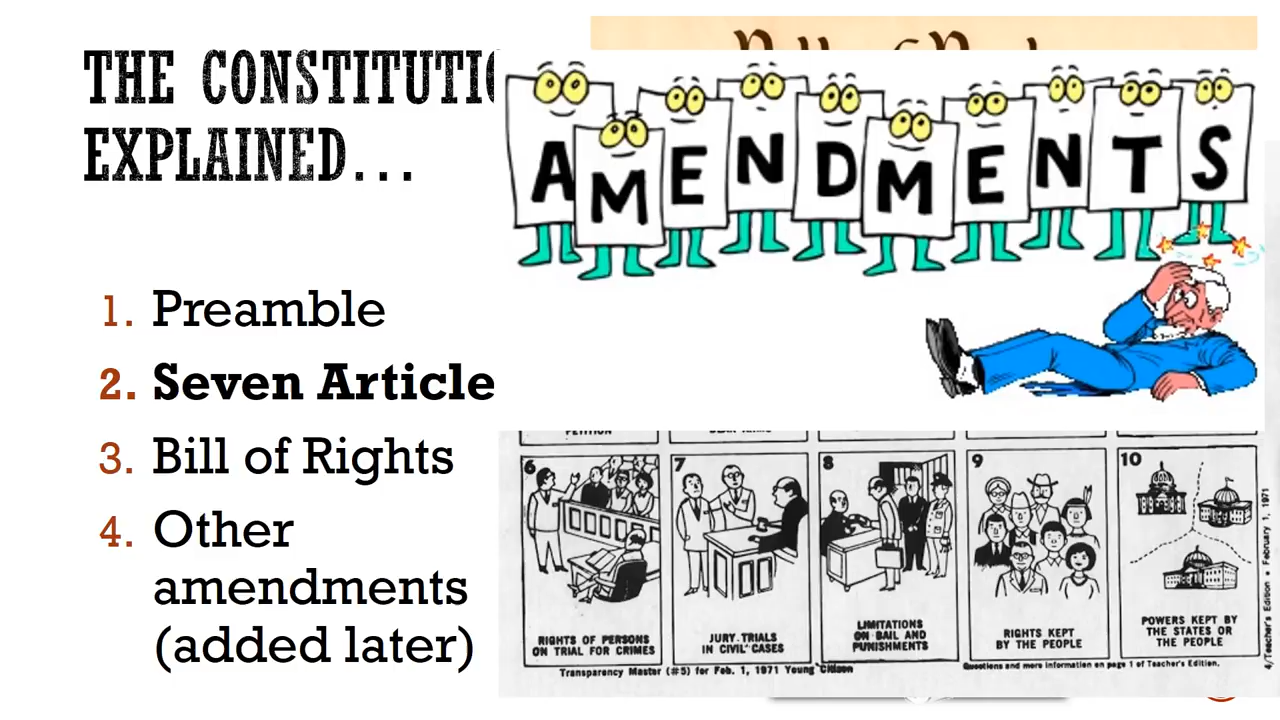 THE CONSTITUTIO
EXPLAINED...
AMENDMENTS
1. Preamble
2. Seven Article
3. Bill of Rights
4. Other
amendments
(added later)
PETITION
6
7
8
9
10
RIGHTS OF PERSONS
ON TRIAL FOR CRIMES
JURY TRIALS
IN CIVIL CASES
LIMITATIONS
ON BAIL AND
PUNISHMENTS
RIGHTS KEPT
BY THE PEOPLE
POWERS KEPT BY
THE STATES OR
THE PEOPLE
Transparency Master (#5) for Feb. 1, 1971 Young Citizen
Questions and more information on page 1 of Teacher's Edition.
4/Teacher's Edition • February 1, 1971